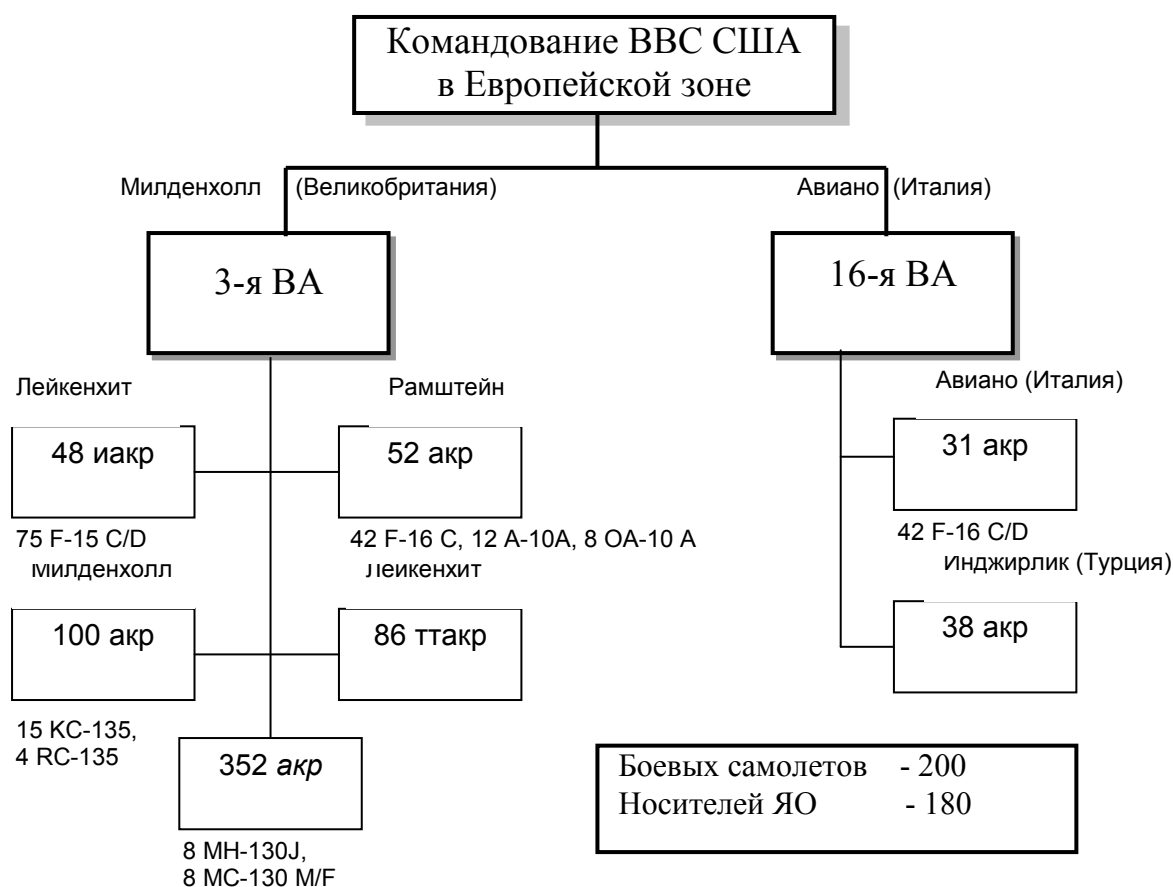 Командование ВВС США
в Европейской зоне
Милденхолл (Великобритания)
Авиано (Италия)
3-я ВА
16-я ВА
Лейкенхит
Рамштейн
Авиано (Италия)
48 иакр
52 акр
31 акр
75 F-15 C/D
42 F-16 C, 12 A-10A, 8 OA-10 A
42 F-16 C/D
Милденхолл
Лейкенхит
Инджирлик (Турция)
100 акр
86 ттакр
38 акр
15 KC-135,
4 RC-135
352 акр
8 MH-130J,
8 MC-130 M/F
Боевых самолетов - 200
Носителей ЯО - 180